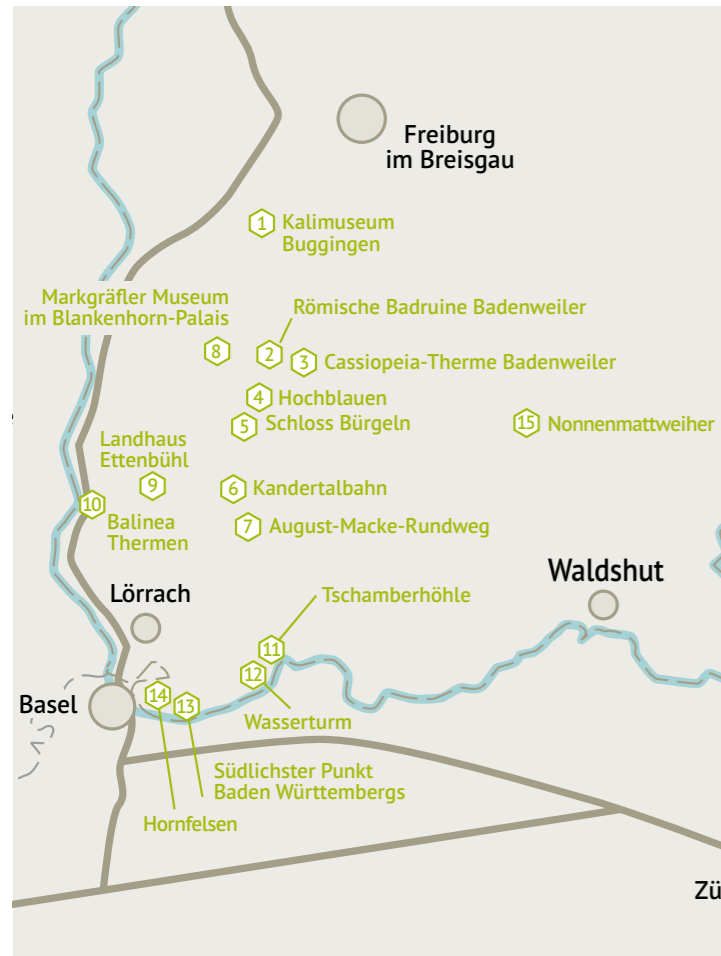 Freiburg
im Breisgau
1 Kalimuseum
Buggingen
Markgräfler Museum
im Blankenhorn-Palais
8
Römische Badruine Badenweiler
2
3 Cassiopeia-Therme Badenweiler
4 Hochblauen
5 Schloss Bürgeln
15 Nonnenmattweiher
Landhaus
Ettenbühl
9
6 Kandertalbahn
10
Balinea
Thermen
7 August-Macke-Rundweg
Waldshut
Lörrach
Tschamberhöhle
11
12
Wasserturm
Basel
14
13
Südlichster Punkt
Baden Württembergs
Hornfelsen
Zü